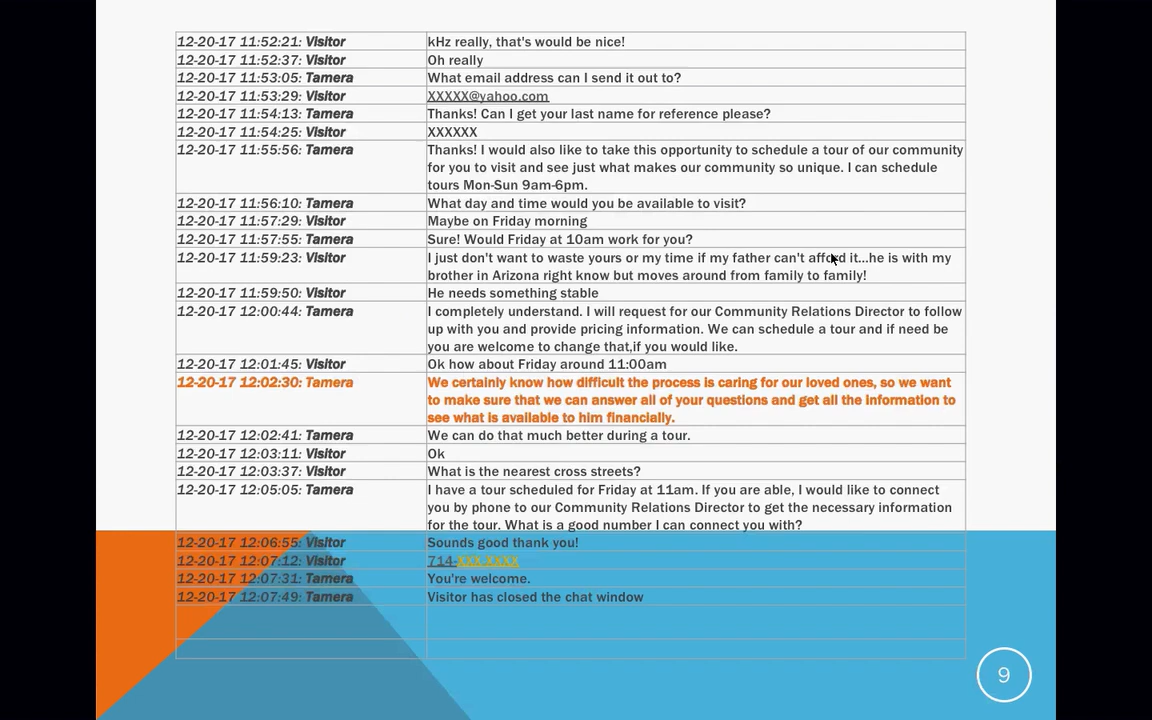 12-20-17 11:52:21: Visitor kHz really, that's would be nice!
12-20-17 11:52:37: Visitor Oh really
12-20-17 11:53:05: Tamera What email address can I send it out to?
12-20-17 11:53:29: Visitor XXXXX@yahoo.com
12-20-17 11:54:13: Tamera Thanks! Can I get your last name for reference please?
12-20-17 11:54:25: Visitor XXXXXX
12-20-17 11:55:56: Tamera Thanks! I would also like to take this opportunity to schedule a tour of our community
for you to visit and see just what makes our community so unique. I can schedule
tours Mon-Sun 9am-6pm.
12-20-17 11:56:10: Tamera What day and time would you be available to visit?
12-20-17 11:57:29: Visitor Maybe on Friday morning
12-20-17 11:57:55: Tamera Sure! Would Friday at 10am work for you?
12-20-17 11:59:23: Visitor I just don't want to waste yours or my time if my father can't afford it...he is with my
brother in Arizona right know but moves around from family to family!
12-20-17 11:59:50: Visitor He needs something stable
12-20-17 12:00:44: Tamera I completely understand. I will request for our Community Relations Director to follow
up with you and provide pricing information. We can schedule a tour and if need be
you are welcome to change that,if you would like.
12-20-17 12:01:45: Visitor Ok how about Friday around 11:00am
12-20-17 12:02:30: Tamera We certainly know how difficult the process is caring for our loved ones, so we want
to make sure that we can answer all of your questions and get all the information to
see what is available to him financially.
12-20-17 12:02:41: Tamera We can do that much better during a tour.
12-20-17 12:03:11: Visitor Ok
12-20-17 12:03:37: Visitor What is the nearest cross streets?
12-20-17 12:05:05: Tamera I have a tour scheduled for Friday at 11am. If you are able, I would like to connect
you by phone to our Community Relations Director to get the necessary information
for the tour. What is a good number I can connect you with?
12-20-17 12:06:55: Visitor Sounds good thank you!
12-20-17 12:07:12: Visitor 714-XXX.XXXX
12-20-17 12:07:31: Tamera You're welcome.
12-20-17 12:07:49: Tamera Visitor has closed the chat window
9